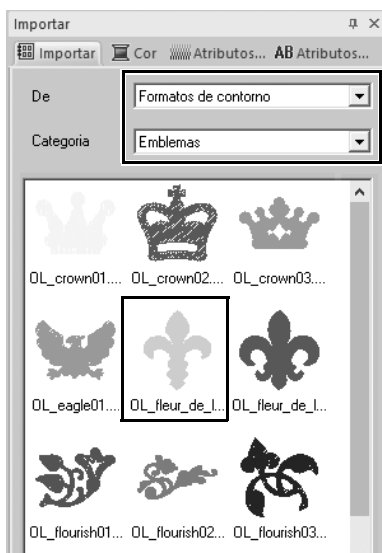 Importar
Importar Cor Atributos... AB Atributos...
De Formatos de contorno
Categoria Emblemas
OL_crown01.... OL_crown02.... OL_crown03....
OL_eagle01.... OL_fleur_de_l... OL_fleur_de_l...
OL_flourish01... OL_flourish02... OL_flourish03...